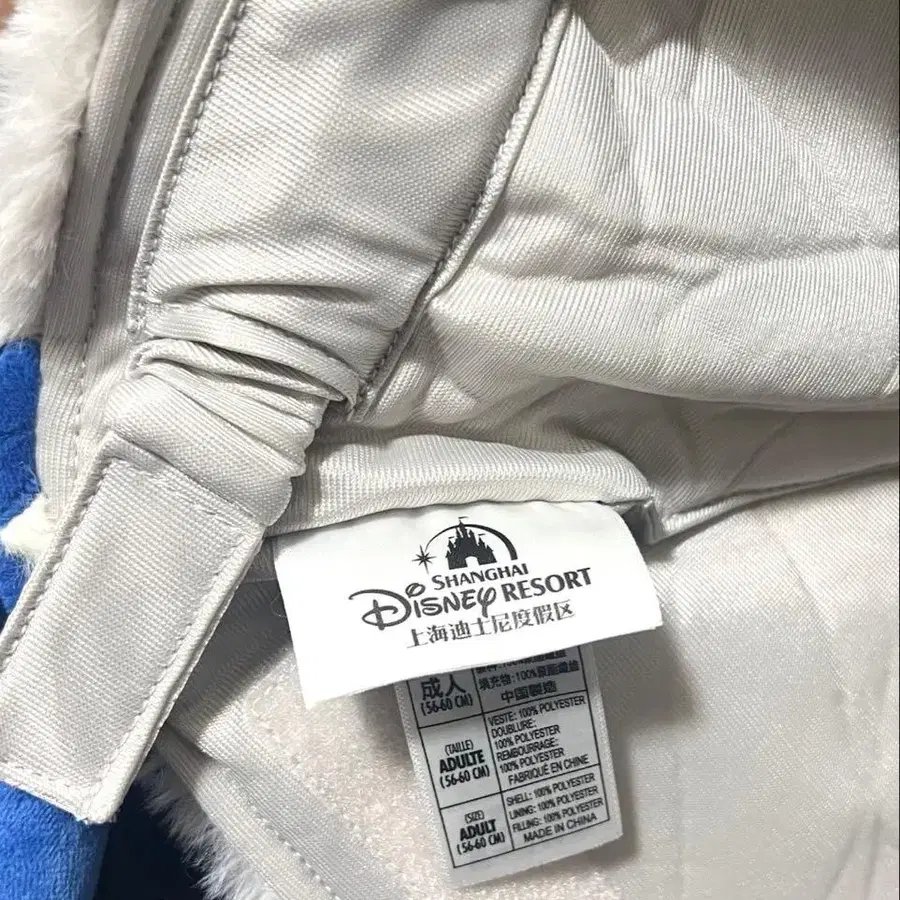 SHANGHAI
Disney RESORT
上海迪士尼度假区
成人
(56-60 CM)
填充物: 100%聚酯纖維
中国製造
(TAILLE)
ADULTE
(56-60 CM)
VESTE: 100% POLYESTER
DOUBLURE:
100% POLYESTER
REMBOURRAGE:
100% POLYESTER
FABRIQUÉ EN CHINE
(SIZE)
ADULT
(56-60 CM)
SHELL: 100% POLYESTER
LINING: 100% POLYESTER
FILLING: 100% POLYESTER
MADE IN CHINA